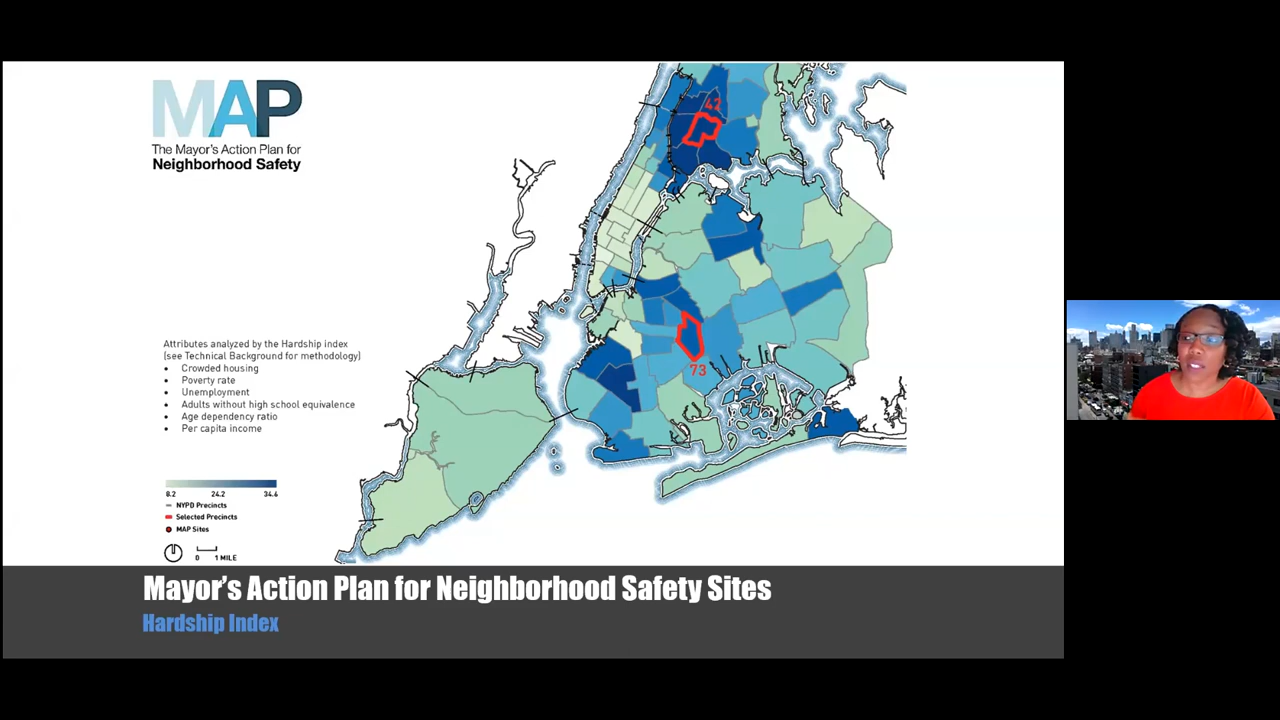 MAP
The Mayor's Action Plan for
Neighborhood Safety
42
73
Attributes analyzed by the Hardship index
(see Technical Background for methodology)
• Crowded housing
• Poverty rate
• Unemployment
• Adults without high school equivalence
• Age dependency ratio
• Per capita income
8.2 24.2 34.6
NYPD Precincts
Selected Precincts
MAP Sites
0 1 MILE
Mayor's Action Plan for Neighborhood Safety Sites
Hardship Index